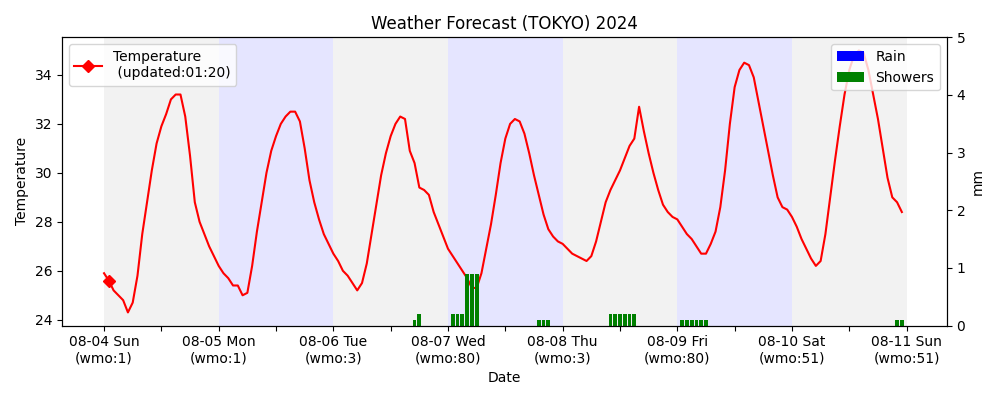 Weather Forecast (TOKYO) 2024
Temperature
(updated:01:20)
Rain
Showers
Temperature
34
32
30
28
26
24
5
4
3
2
1
0
mm
08-04 Sun
(wmo:1)
08-05 Mon
(wmo:1)
08-06 Tue
(wmo:3)
08-07 Wed
(wmo:80)
08-08 Thu
(wmo:3)
08-09 Fri
(wmo:80)
08-10 Sat
(wmo:51)
08-11 Sun
(wmo:51)
Date